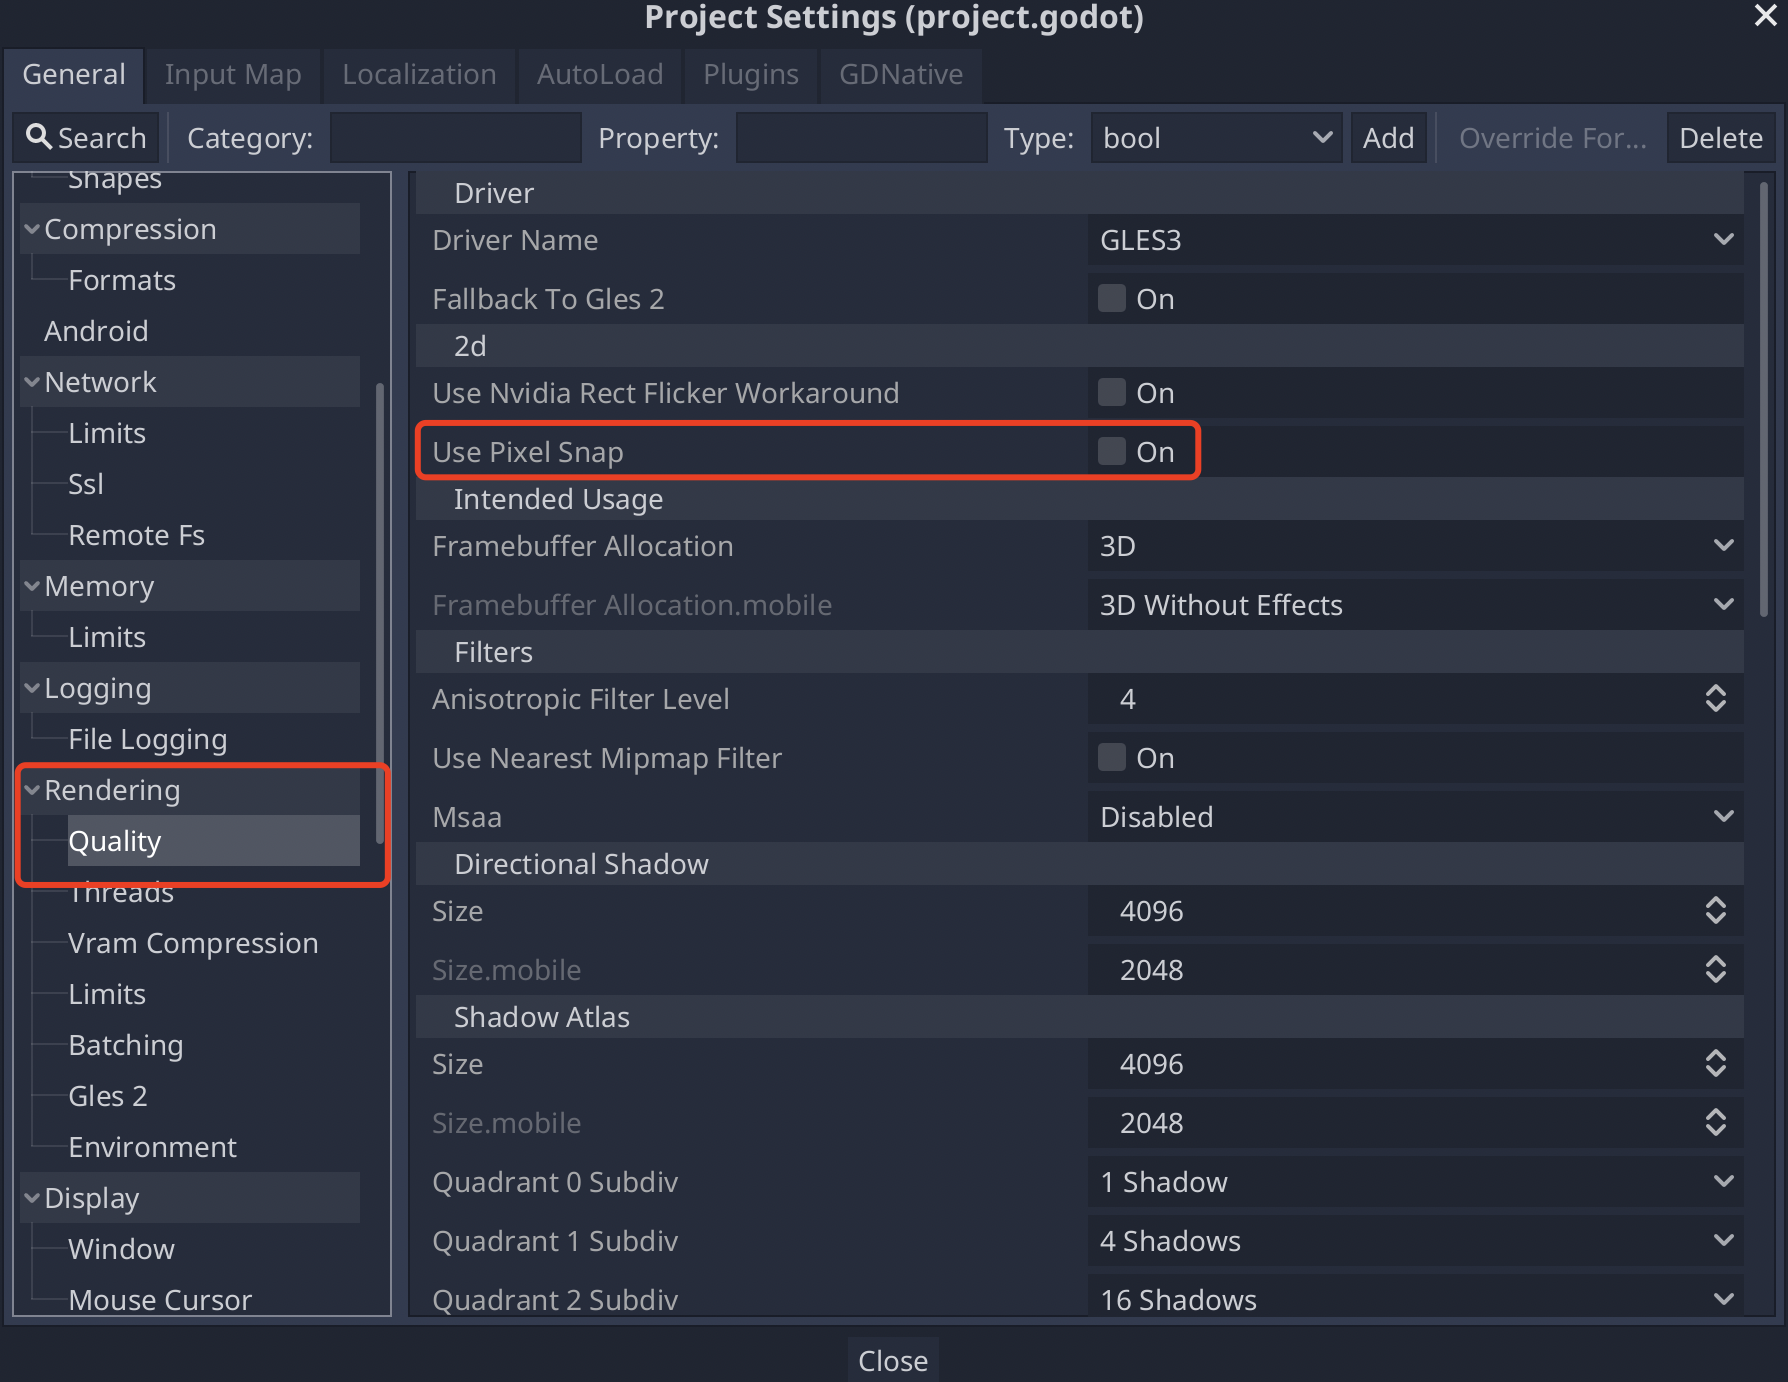 Project Settings (project.godot)
General Input Map Localization AutoLoad Plugins GDNative
Search Category: Property: Type: bool Add Override For... Delete
Shapes
Compression
Formats
Android
Network
Limits
Ssl
Remote Fs
Memory
Limits
Logging
File Logging
Rendering
Quality
Threads
Vram Compression
Limits
Batching
Gles 2
Environment
Display
Window
Mouse Cursor
Driver
Driver Name GLES3
Fallback To Gles 2 On
2d
Use Nvidia Rect Flicker Workaround On
Use Pixel Snap On
Intended Usage
Framebuffer Allocation 3D
Framebuffer Allocation.mobile 3D Without Effects
Filters
Anisotropic Filter Level 4
Use Nearest Mipmap Filter On
Msaa Disabled
Directional Shadow
Size 4096
Size.mobile 2048
Shadow Atlas
Size 4096
Size.mobile 2048
Quadrant 0 Subdiv 1 Shadow
Quadrant 1 Subdiv 4 Shadows
Quadrant 2 Subdiv 16 Shadows
Close